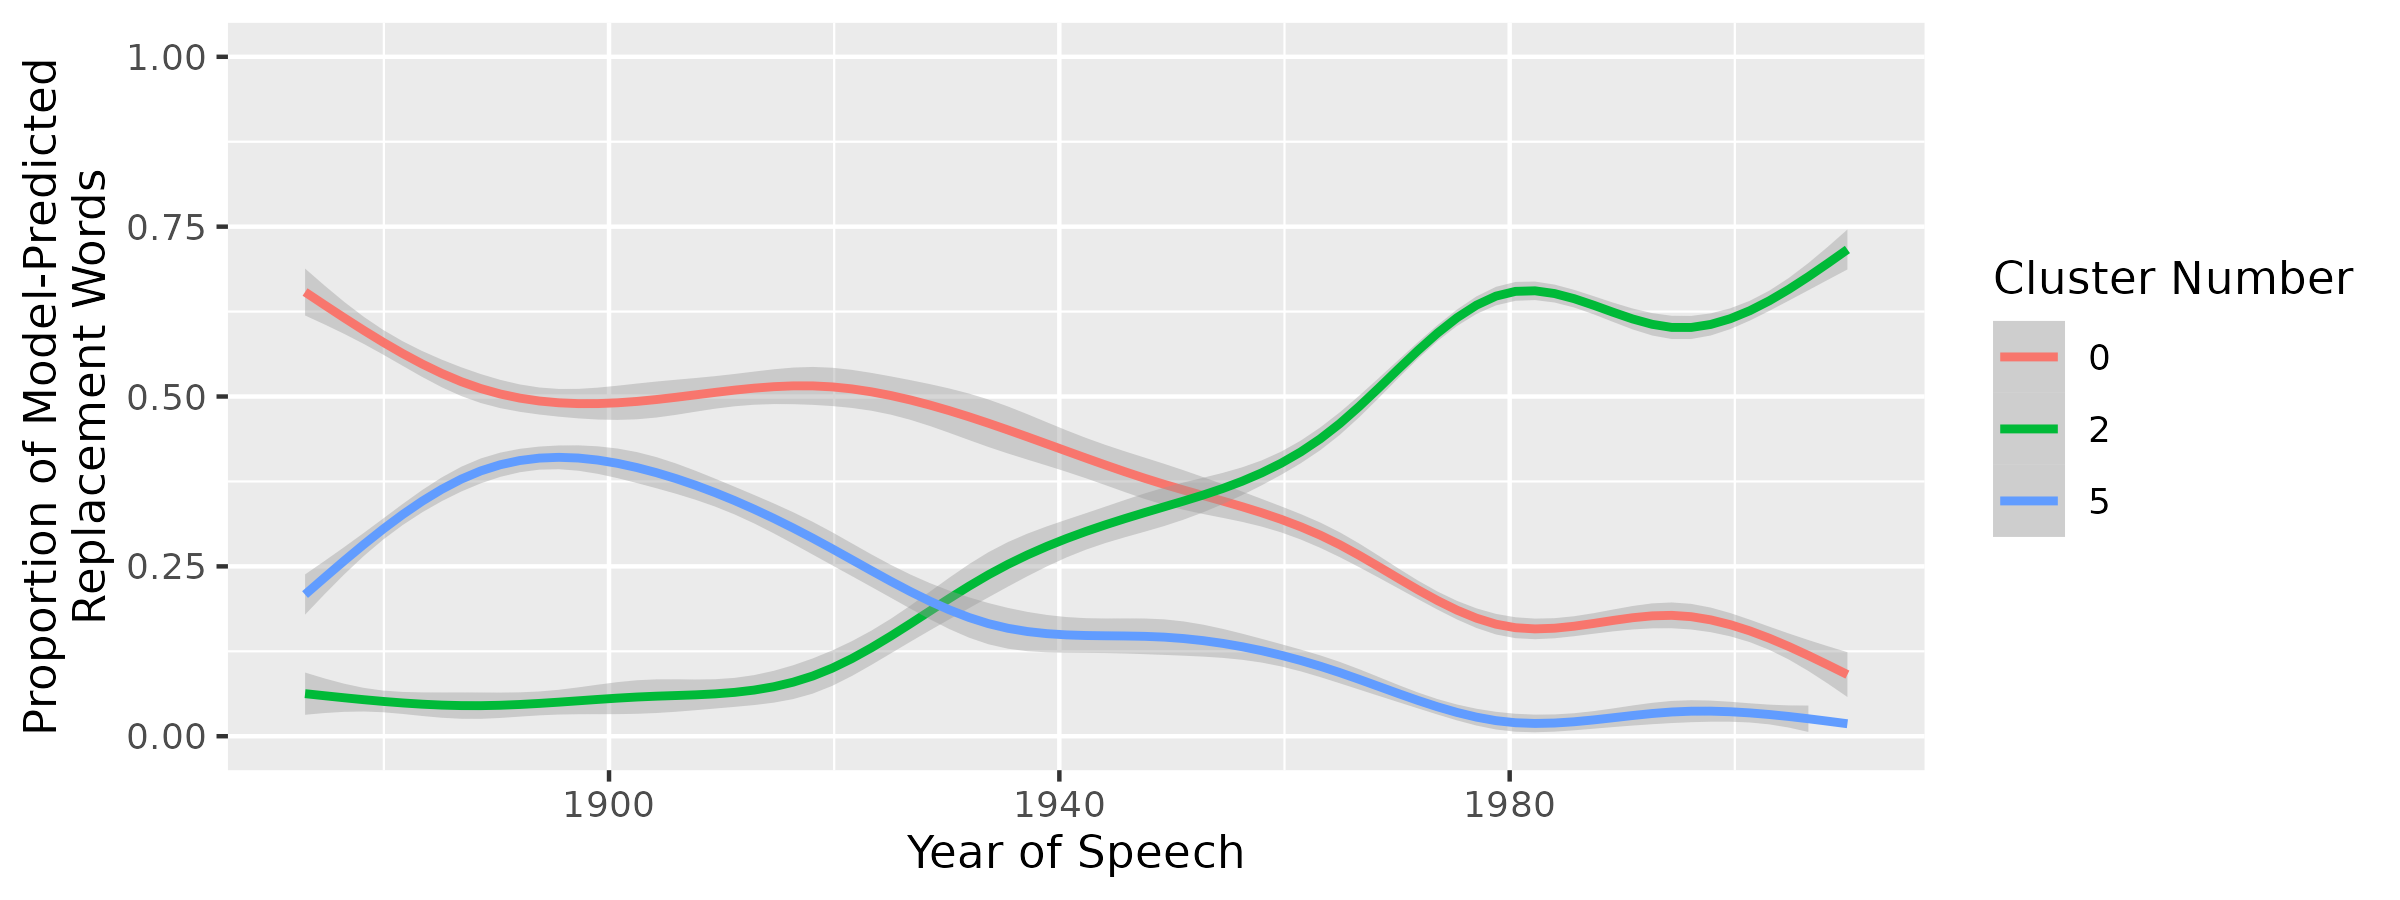 Proportion of Model-Predicted
Replacement Words
1.00
0.75
0.50
0.25
0.00
1900
1940
1980
Year of Speech
Cluster Number
0
2
5